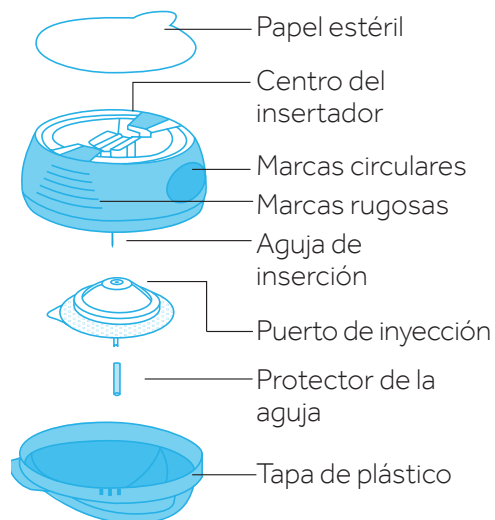 Papel estéril
Centro del
insertador
Marcas circulares
Marcas rugosas
Aguja de
inserción
Puerto de inyección
Protector de la
aguja
Tapa de plástico